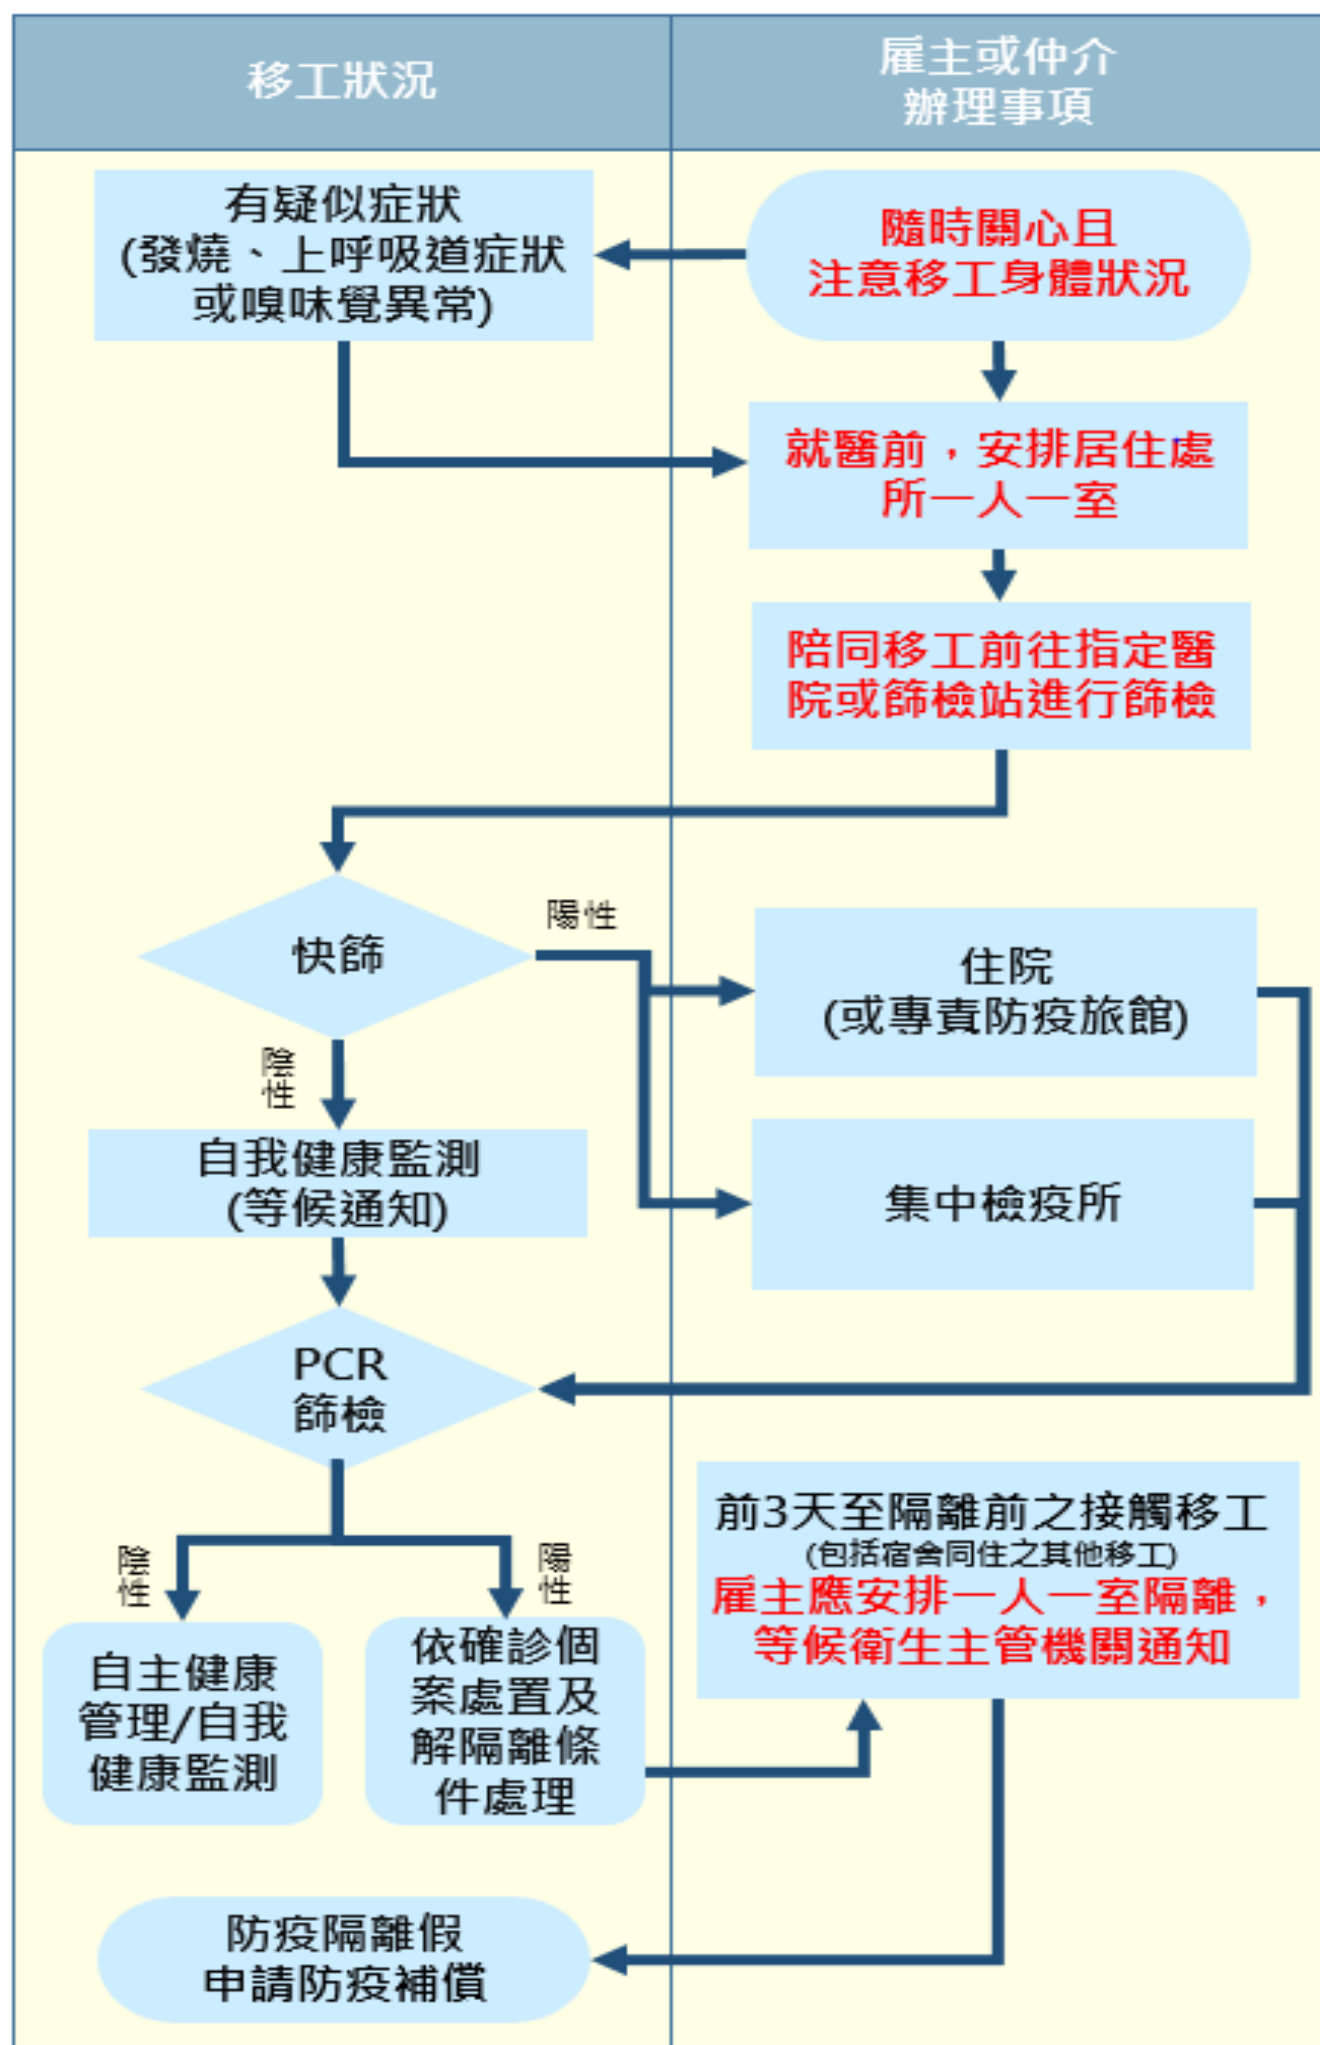 移工狀況
雇主或仲介
辦理事項
有疑似症狀
(發燒、上呼吸道症狀
或嗅味覺異常)
隨時關心且
注意移工身體狀況
就醫前，安排居住處
所一人一室
陪同移工前往指定醫
院或篩檢站進行篩檢
快篩
陽性
住院
(或專責防疫旅館)
陰性
自我健康監測
(等候通知)
集中檢疫所
PCR
篩檢
前3天至隔離前之接觸移工
(包括宿舍同住之其他移工)
雇主應安排一人一室隔離，
等候衛生主管機關通知
陰性
陽性
自主健康
管理/自我
健康監測
依確診個
案處置及
解隔離條
件處理
防疫隔離假
申請防疫補償